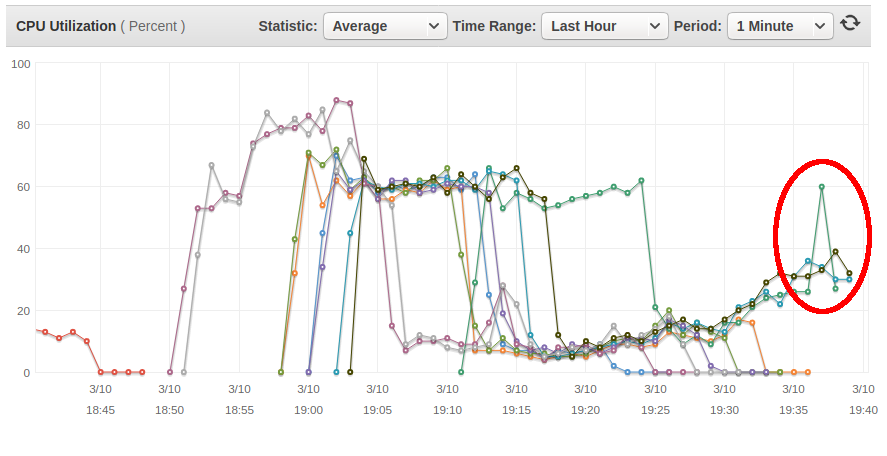 CPU Utilization ( Percent ) Statistic: Average Time Range: Last Hour Period: 1 Minute
100
80
60
40
20
0
3/10 3/10 3/10 3/10 3/10 3/10 3/10 3/10 3/10 3/10 3/10 3/10
18:45 18:50 18:55 19:00 19:05 19:10 19:15 19:20 19:25 19:30 19:35 19:40